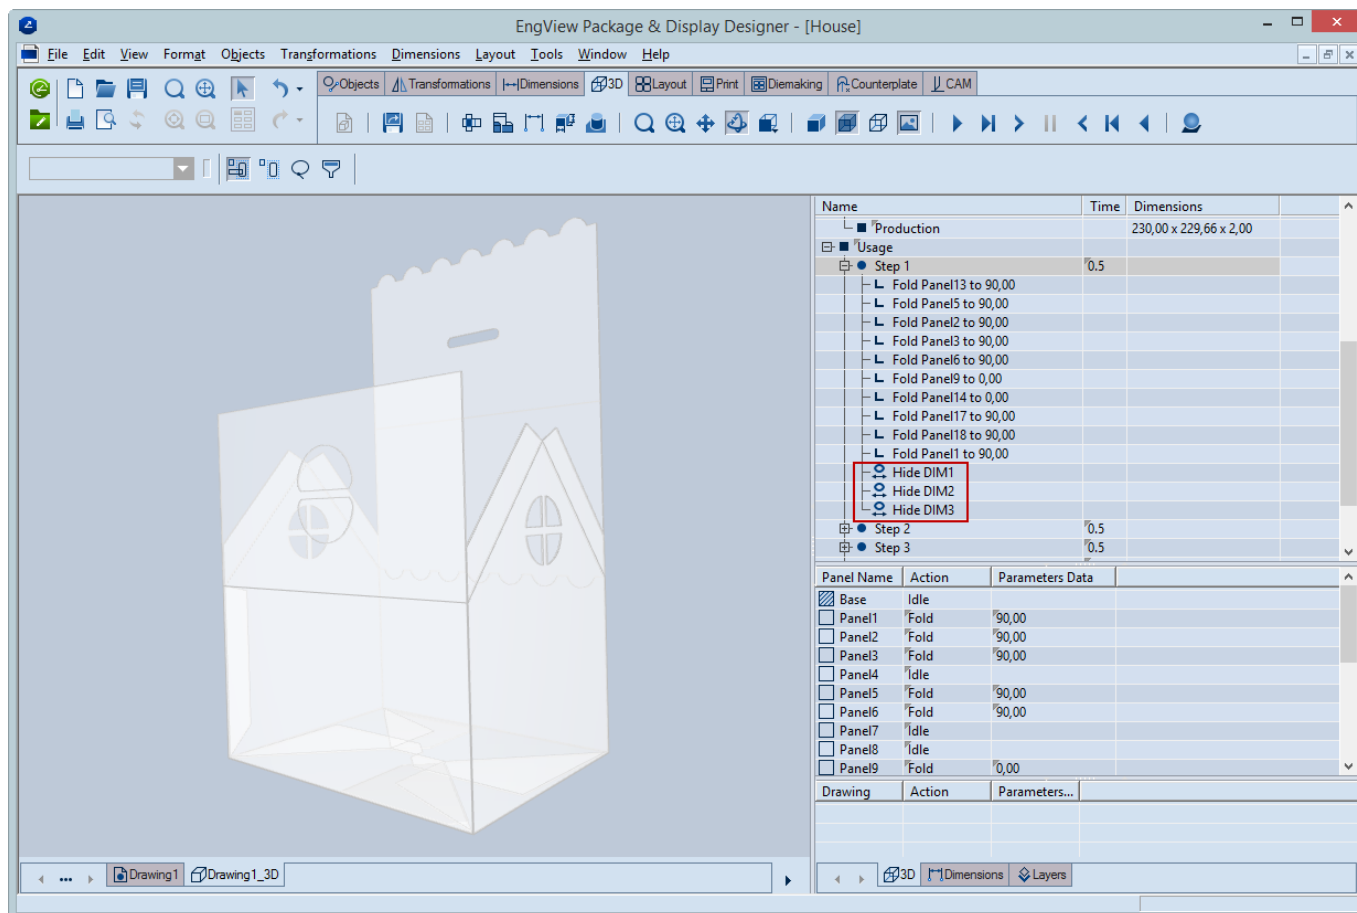 EngView Package & Display Designer - [House]
File Edit View Format Objects Transformations Dimensions Layout Tools Window Help
Objects Transformations Dimensions 3D Layout Print Diemaking Counterplate CAM
Name Time Dimensions
Production 230,00 x 229,66 x 2,00
Usage
Step 1 0.5
Fold Panel13 to 90,00
Fold Panel5 to 90,00
Fold Panel2 to 90,00
Fold Panel3 to 90,00
Fold Panel6 to 90,00
Fold Panel9 to 0,00
Fold Panel14 to 0,00
Fold Panel17 to 90,00
Fold Panel18 to 90,00
Fold Panel1 to 90,00
Hide DIM1
Hide DIM2
Hide DIM3
Step 2 0.5
Step 3 0.5
Panel Name Action Parameters Data
Base Idle
Panel1 Fold 90,00
Panel2 Fold 90,00
Panel3 Fold 90,00
Panel4 Idle
Panel5 Fold 90,00
Panel6 Fold 90,00
Panel7 Idle
Panel8 Idle
Panel9 Fold 0,00
Drawing Action Parameters...
Drawing1 Drawing1_3D
3D Dimensions Layers